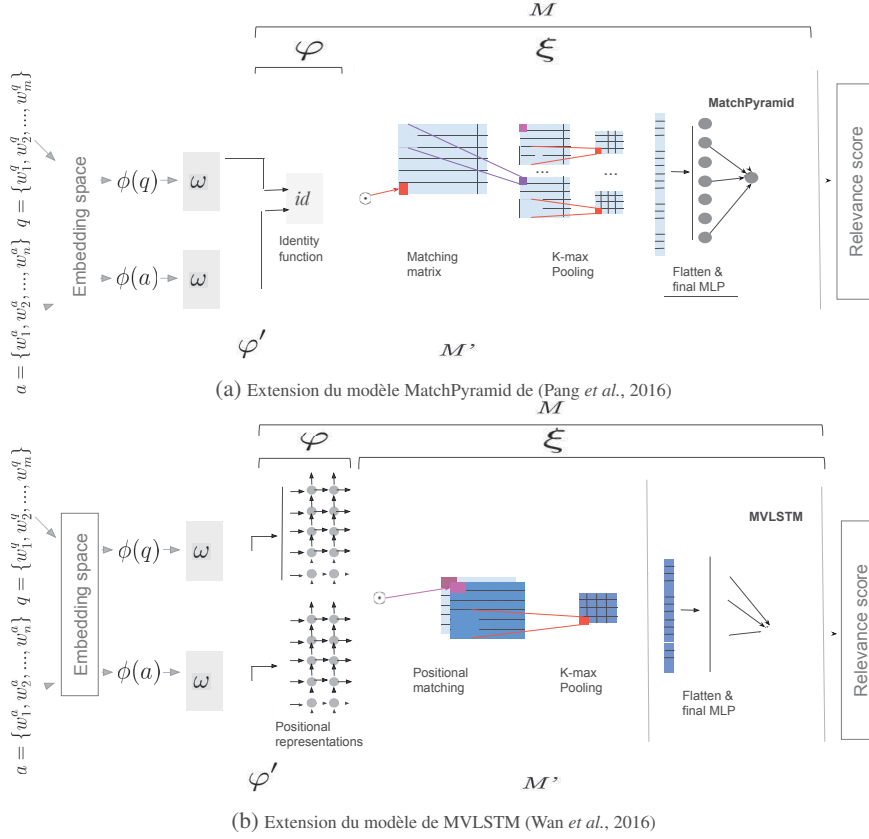 M
φ
ξ
q = {w_1^q, w_2^q, ..., w_m^q}
a = {w_1^a, w_2^a, ..., w_n^a}
Embedding space
ϕ(q)
ω
ϕ(a)
ω
id
Identity
function
⊙
Matching
matrix
...
...
K-max
Pooling
MatchPyramid
Flatten &
final MLP
Relevance score
φ'
M'
(a) Extension du modèle MatchPyramid de (Pang et al., 2016)
M
φ
ξ
q = {w_1^q, w_2^q, ..., w_m^q}
a = {w_1^a, w_2^a, ..., w_n^a}
Embedding space
ϕ(q)
ω
ϕ(a)
ω
Positional
representations
⊙
Positional
matching
K-max
Pooling
MVLSTM
Flatten &
final MLP
Relevance score
φ'
M'
(b) Extension du modèle de MVLSTM (Wan et al., 2016)